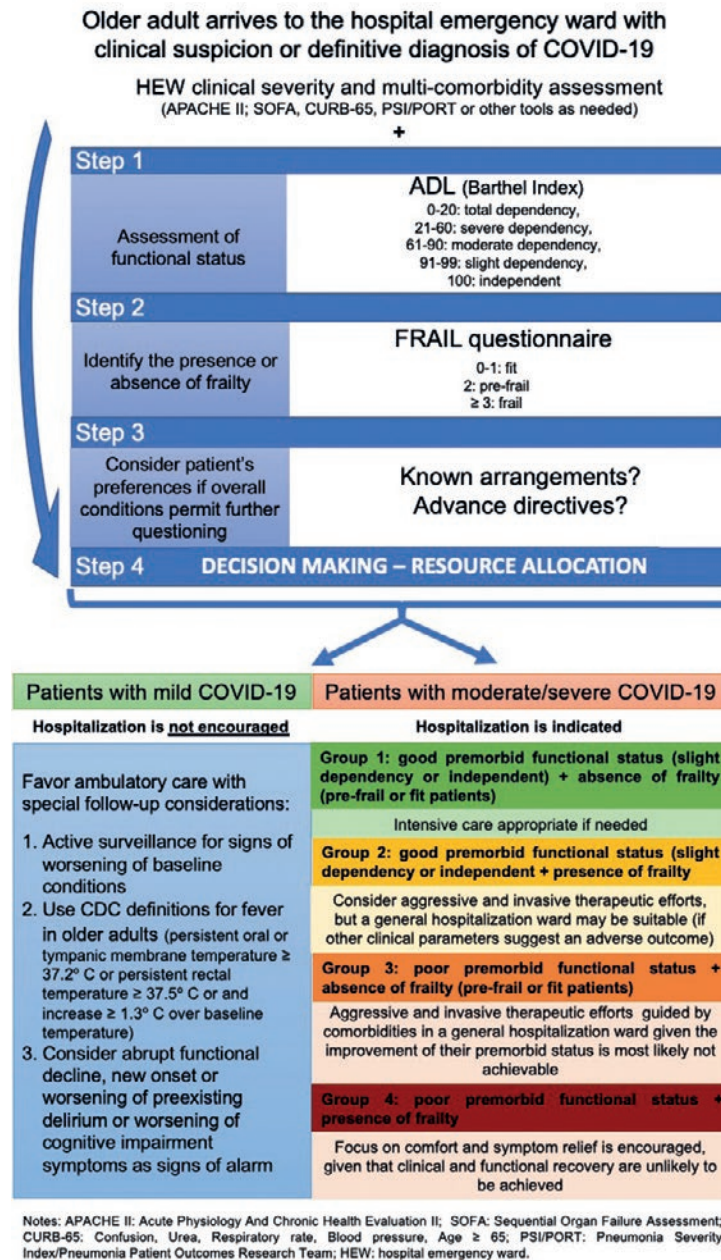 Older adult arrives to the hospital emergency ward with
clinical suspicion or definitive diagnosis of COVID-19
HEW clinical severity and multi-comorbidity assessment
(APACHE II; SOFA, CURB-65, PSI/PORT or other tools as needed)
+
Step 1
Assessment of
functional status
ADL (Barthel Index)
0-20: total dependency,
21-60: severe dependency,
61-90: moderate dependency,
91-99: slight dependency,
100: independent
Step 2
Identify the presence or
absence of frailty
FRAIL questionnaire
0-1: fit
2: pre-frail
≥ 3: frail
Step 3
Consider patient's
preferences if overall
conditions permit further
questioning
Known arrangements?
Advance directives?
Step 4 DECISION MAKING – RESOURCE ALLOCATION
Patients with mild COVID-19
Hospitalization is not encouraged
Favor ambulatory care with
special follow-up considerations:
1. Active surveillance for signs of
worsening of baseline
conditions
2. Use CDC definitions for fever
in older adults (persistent oral or
tympanic membrane temperature ≥
37.2º C or persistent rectal
temperature ≥ 37.5º C or and
increase ≥ 1.3º C over baseline
temperature)
3. Consider abrupt functional
decline, new onset or
worsening of preexisting
delirium or worsening of
cognitive impairment
symptoms as signs of alarm
Patients with moderate/severe COVID-19
Hospitalization is indicated
Group 1: good premorbid functional status (slight
dependency or independent) + absence of frailty
(pre-frail or fit patients)
Intensive care appropriate if needed
Group 2: good premorbid functional status (slight
dependency or independent + presence of frailty
Consider aggressive and invasive therapeutic efforts,
but a general hospitalization ward may be suitable (if
other clinical parameters suggest an adverse outcome)
Group 3: poor premorbid functional status +
absence of frailty (pre-frail or fit patients)
Aggressive and invasive therapeutic efforts guided by
comorbidities in a general hospitalization ward given the
improvement of their premorbid status is most likely not
achievable
Group 4: poor premorbid functional status +
presence of frailty
Focus on comfort and symptom relief is encouraged,
given that clinical and functional recovery are unlikely to
be achieved
Notes: APACHE II: Acute Physiology And Chronic Health Evaluation II; SOFA: Sequential Organ Failure Assessment;
CURB-65: Confusion, Urea, Respiratory rate, Blood pressure, Age ≥ 65; PSI/PORT: Pneumonia Severity
Index/Pneumonia Patient Outcomes Research Team; HEW: hospital emergency ward.